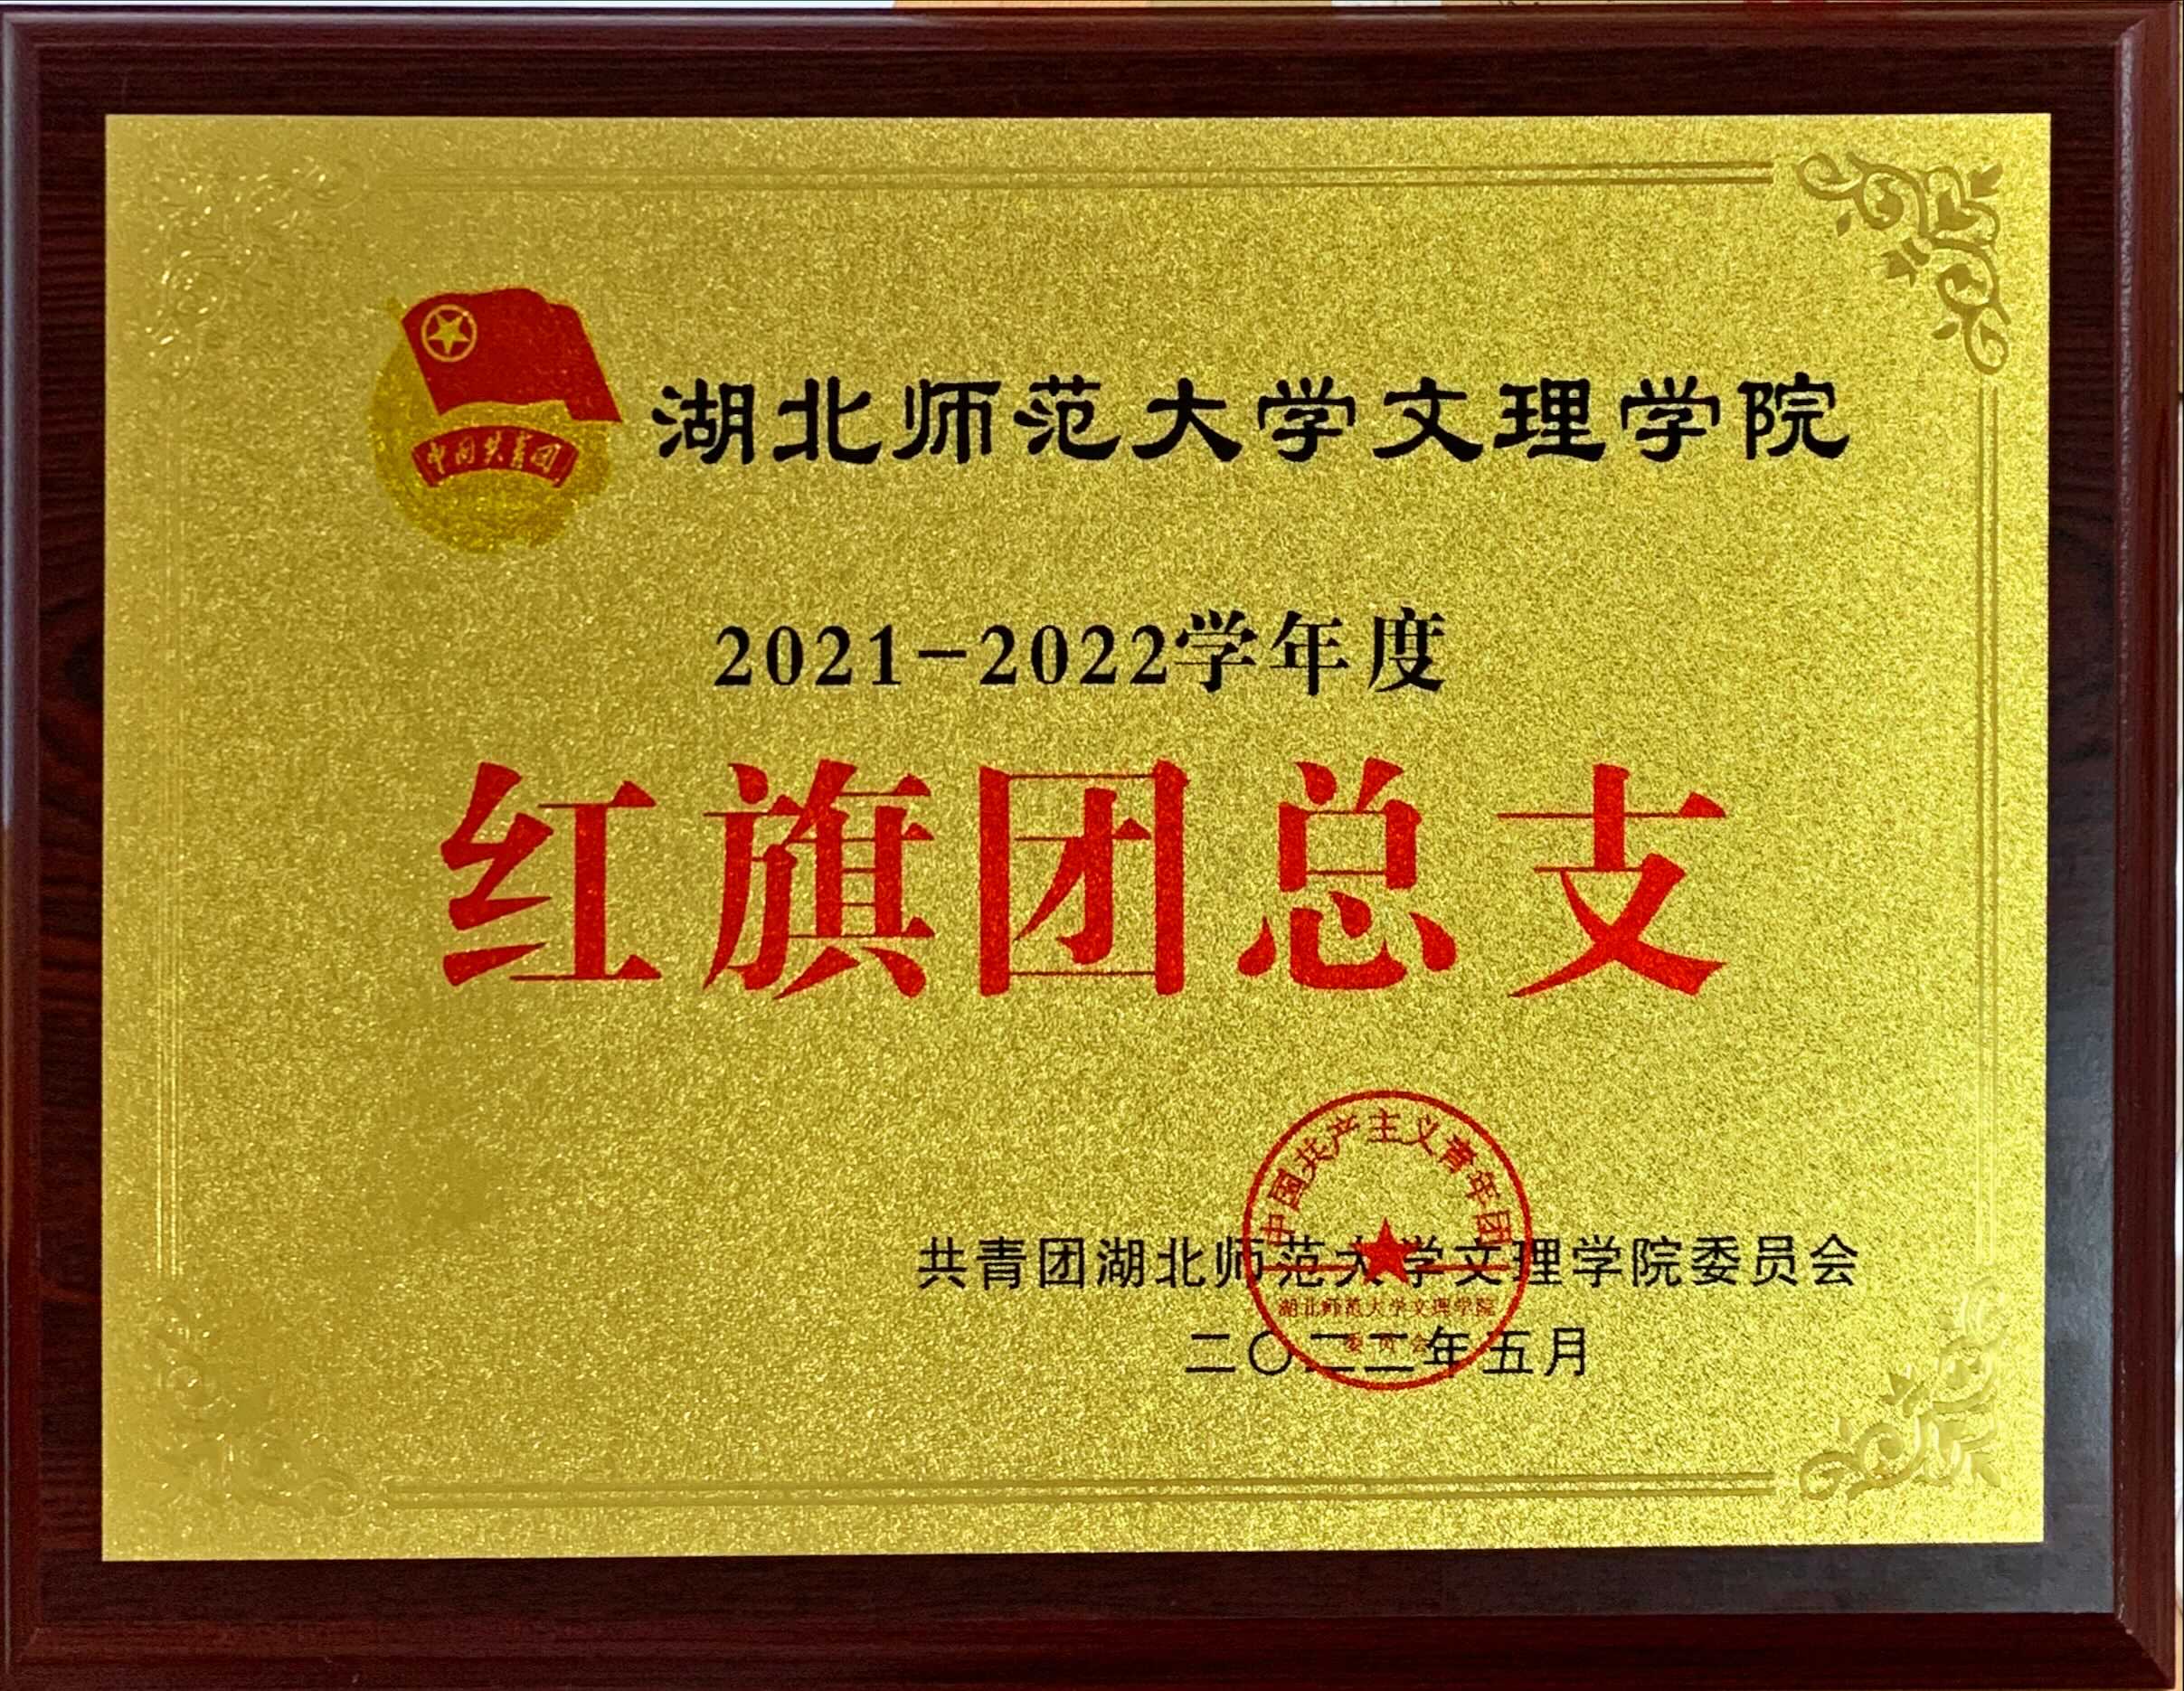 中国共青团
湖北师范大学文理学院
2021-2022学年度
红旗团总支
中国共产主义青年团
共青团湖北师范大学文理学院委员会
湖北师范大学文理学院
委员会
二〇二二年五月